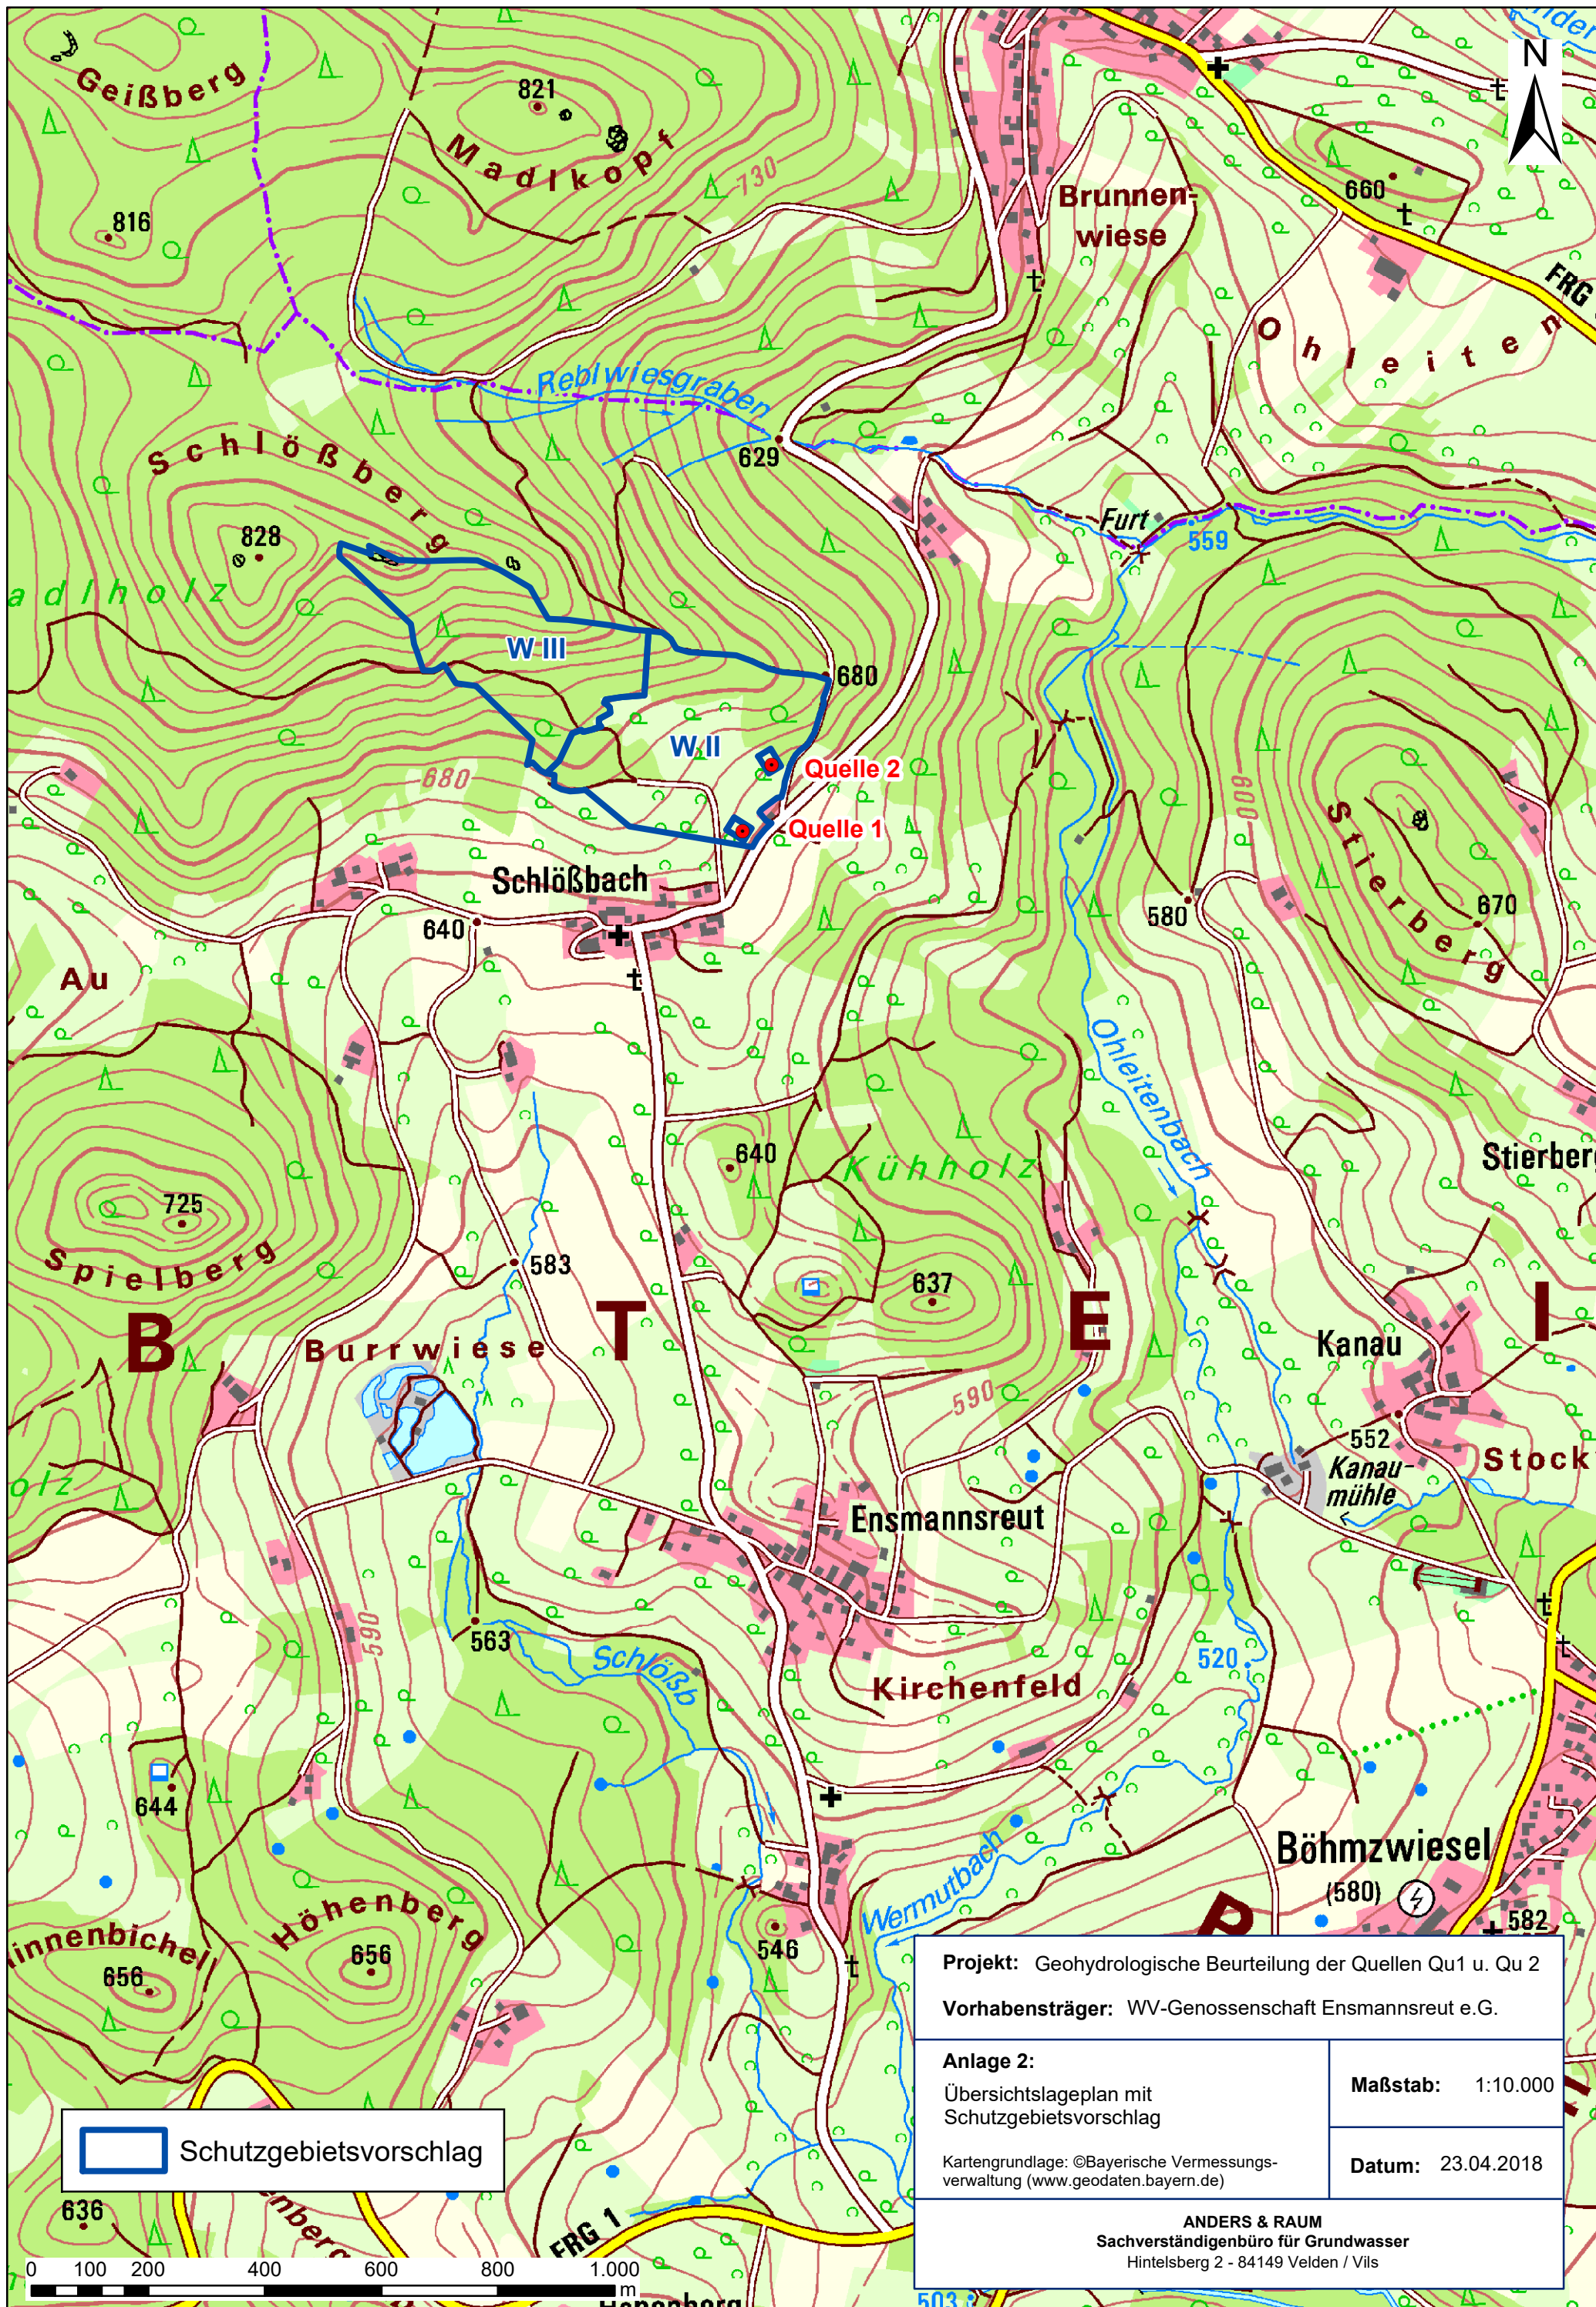 Geißberg
821
Madlkopf
730
816
N
660
Brunnen-
wiese
FRG
Ohleiten
Reblwiesgraben
629
Schlößberg
828
Furt
559
adlholz
W III
680
W II
Quelle 2
680
Quelle 1
600
Stierberg
Schlößbach
640
580
670
Au
Ohleitenbach
640
Kühholz
Stierberg
725
Spielberg
583
637
B
T
E
I
Burrwiese
Kanau
590
552
Kanau-
mühle
Stock
olz
Ensmannsreut
560
563
Schlößb
520
Kirchenfeld
644
Böhmzwiesel
(580)
582
Wermutbach
P
Höhenberg
innenbichel
656
656
546
Projekt: Geohydrologische Beurteilung der Quellen Qu1 u. Qu 2
Vorhabensträger: WV-Genossenschaft Ensmannsreut e.G.
Anlage 2:
Übersichtslageplan mit
Schutzgebietsvorschlag
Maßstab: 1:10.000
Kartengrundlage: ©Bayerische Vermessungs-
verwaltung (www.geodaten.bayern.de)
Datum: 23.04.2018
ANDERS & RAUM
Sachverständigenbüro für Grundwasser
Hintelsberg 2 - 84149 Velden / Vils
Schutzgebietsvorschlag
636
enberg
FRG 1
0 100 200 400 600 800 1.000
m
503